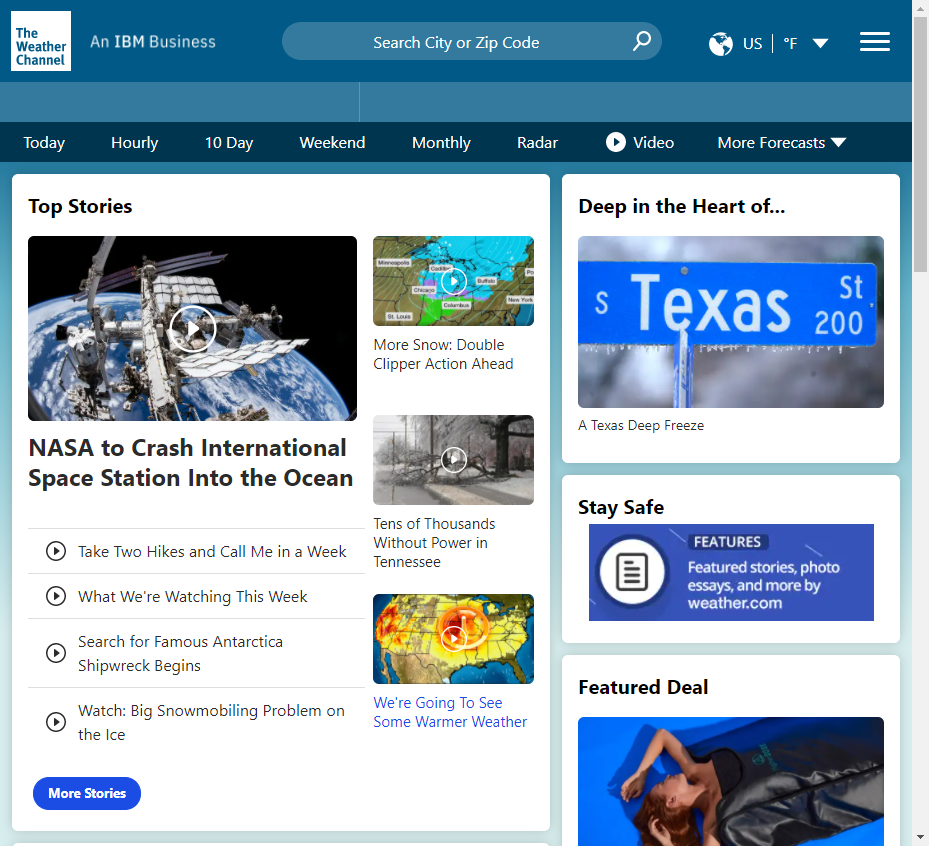 The
Weather
Channel
An IBM Business
Search City or Zip Code
US
°F
Today
Hourly
10 Day
Weekend
Monthly
Radar
Video
More Forecasts
Top Stories
NASA to Crash International
Space Station Into the Ocean
Take Two Hikes and Call Me in a Week
What We're Watching This Week
Search for Famous Antarctica
Shipwreck Begins
Watch: Big Snowmobiling Problem on
the Ice
More Stories
Minneapolis
Chicago
Buffalo
New York
Columbus
St. Louis
More Snow: Double
Clipper Action Ahead
Tens of Thousands
Without Power in
Tennessee
We're Going To See
Some Warmer Weather
Deep in the Heart of...
S Texas St
200
A Texas Deep Freeze
Stay Safe
FEATURES
Featured stories, photo
essays, and more by
weather.com
Featured Deal